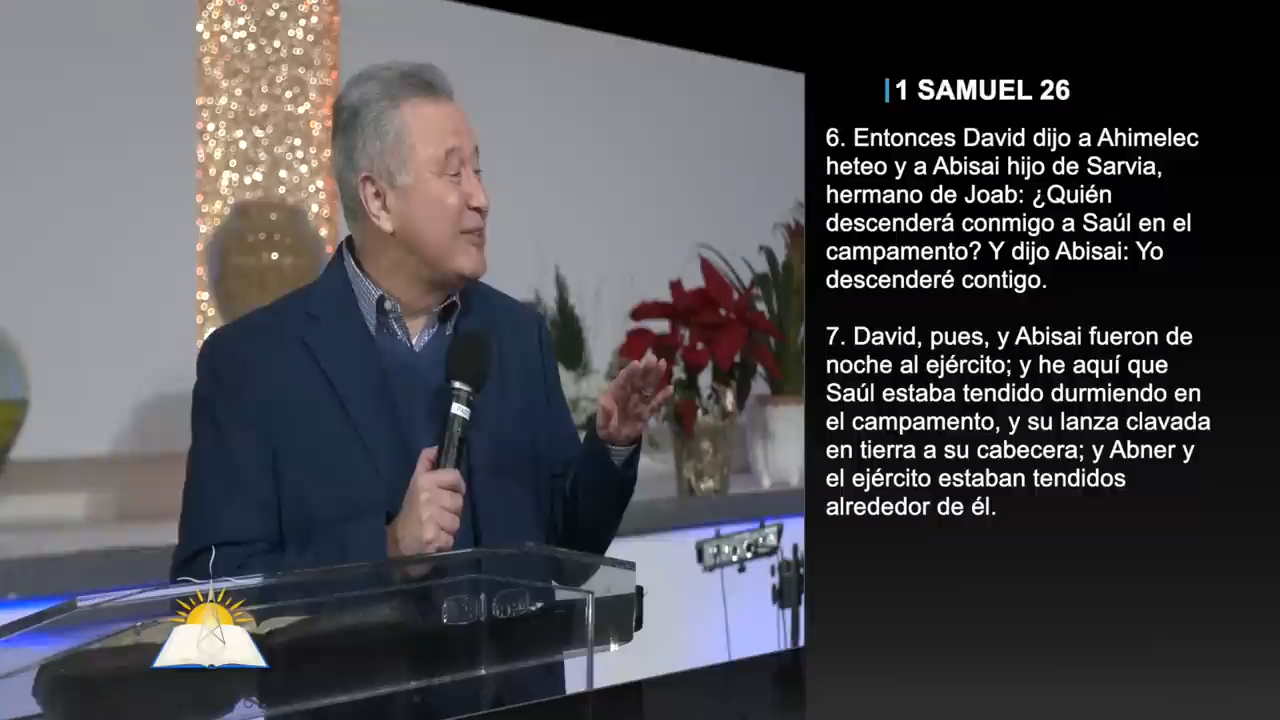 1 SAMUEL 26
6. Entonces David dijo a Ahimelec
heteo y a Abisai hijo de Sarvia,
hermano de Joab: ¿Quién
descenderá conmigo a Saúl en el
campamento? Y dijo Abisai: Yo
descenderé contigo.
7. David, pues, y Abisai fueron de
noche al ejército; y he aquí que
Saúl estaba tendido durmiendo en
el campamento, y su lanza clavada
en tierra a su cabecera; y Abner y
el ejército estaban tendidos
alrededor de él.